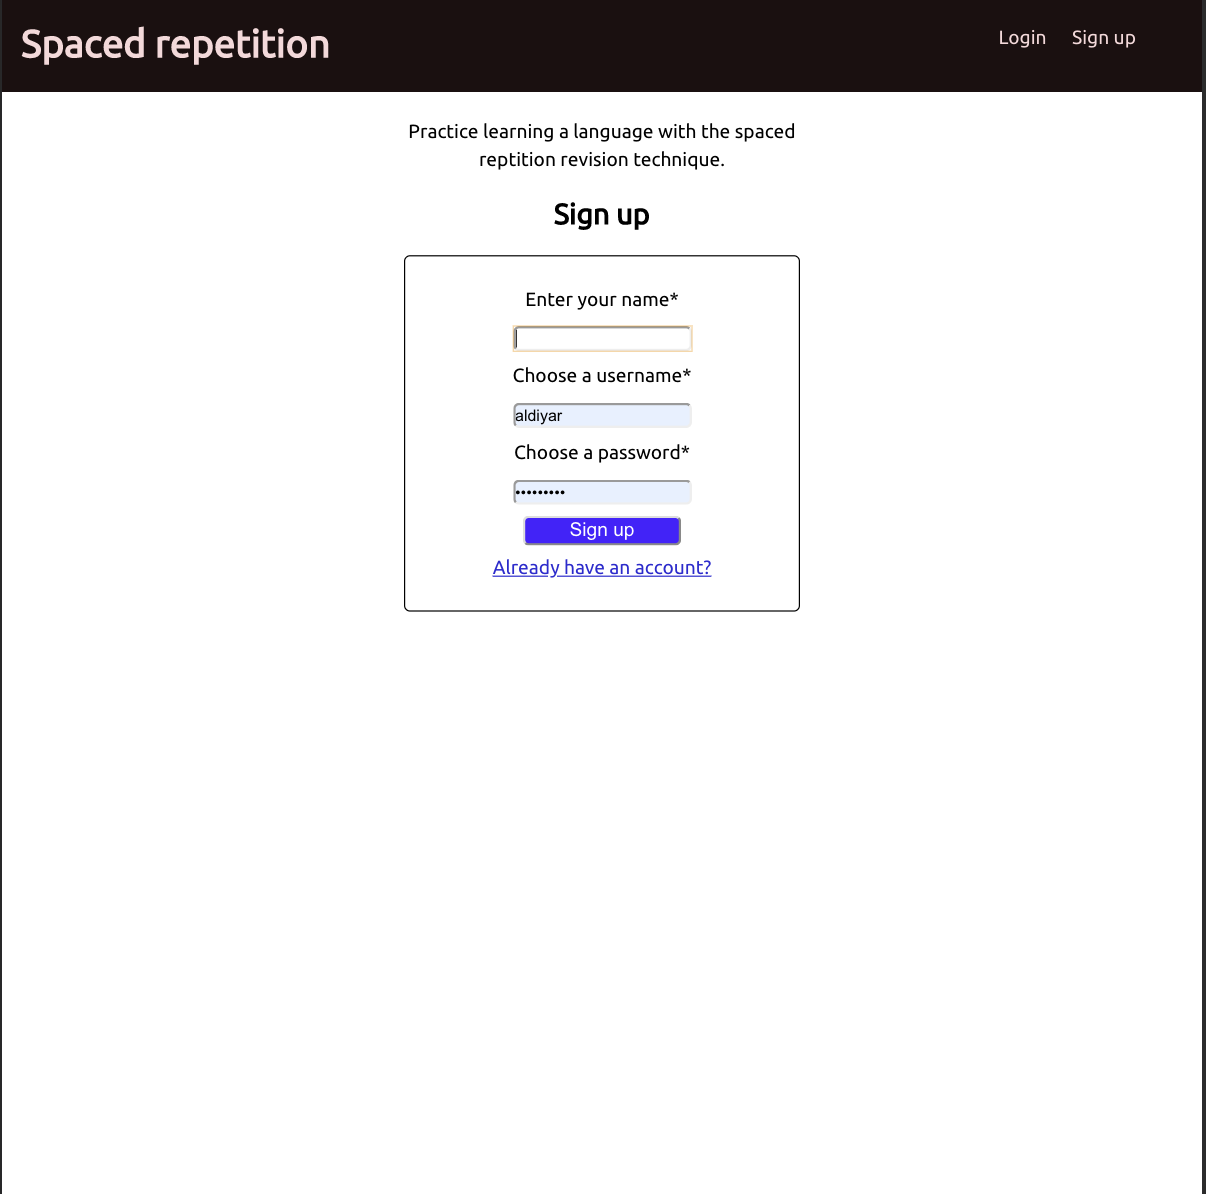 Spaced repetition
Login Sign up
Practice learning a language with the spaced
reptition revision technique.
Sign up
Enter your name*
Choose a username*
aldiyar
Choose a password*
•••••••••
Sign up
Already have an account?